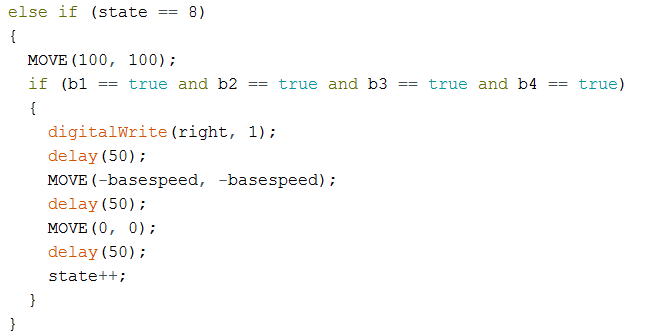 else if (state == 8)
{
  MOVE(100, 100);
  if (b1 == true and b2 == true and b3 == true and b4 == true)
  {
    digitalWrite(right, 1);
    delay(50);
    MOVE(-basespeed, -basespeed);
    delay(50);
    MOVE(0, 0);
    delay(50);
    state++;
  }
}